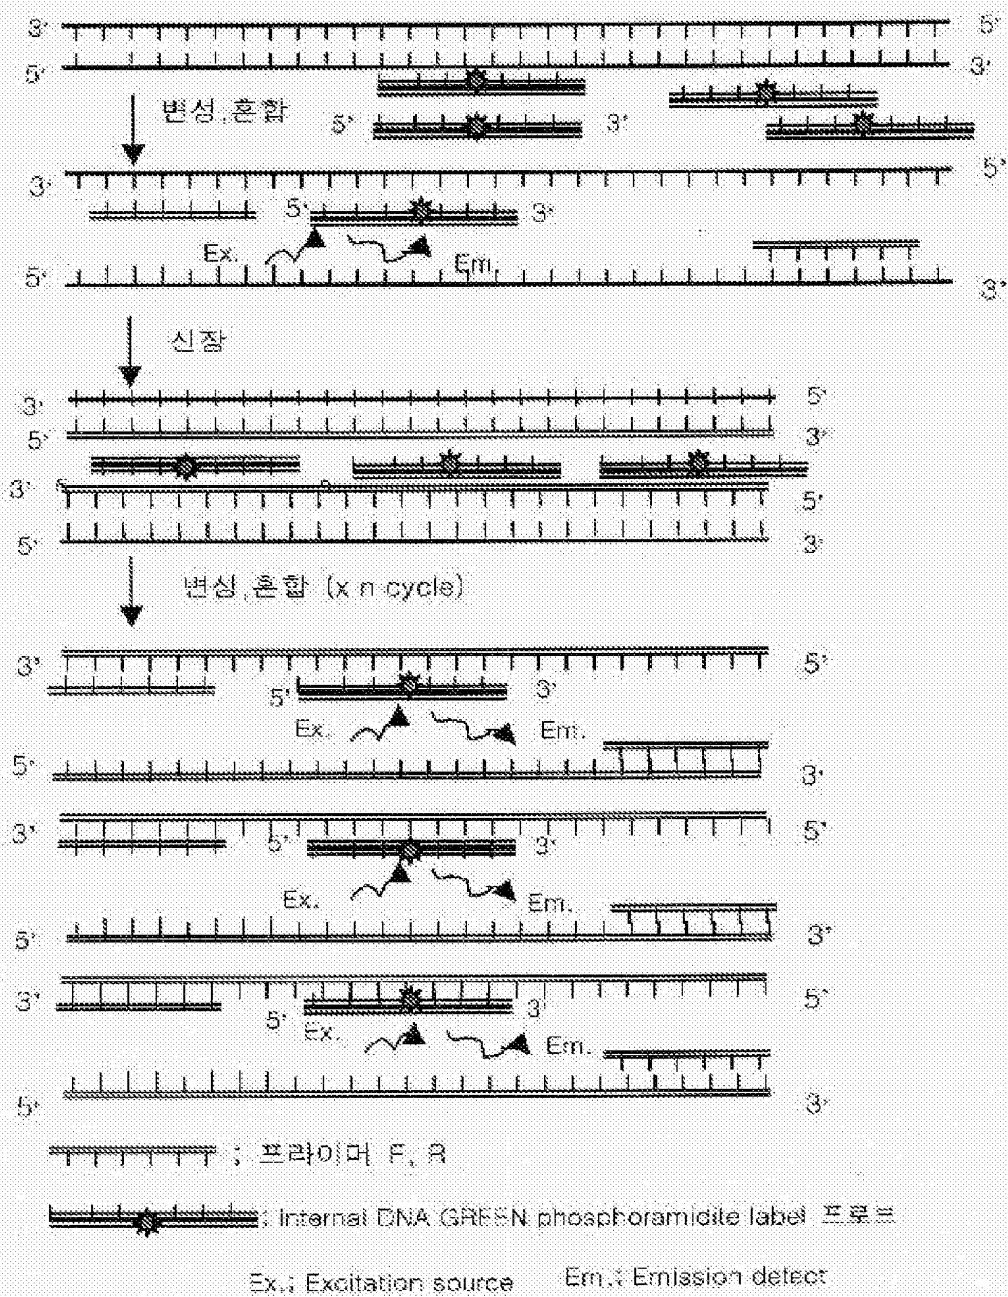 3' 5'
5' 3'
변성,혼합
5' 3'
3' 5'
5' 3'
Ex. Em.
5' 3'
신장
3' 5'
5' 3'
3' 5'
5' 3'
변성,혼합 (x n cycle)
3' 5'
5' 3'
Ex. Em.
5' 3'
3' 5'
5' 3'
Ex. Em.
5' 3'
3' 5'
5' 3'
Ex. Em.
5' 3'
; 프라이머 F, R
; Internal DNA GREEN phosphoramidite label 프로브
Ex.; Excitation source Em.; Emission detect